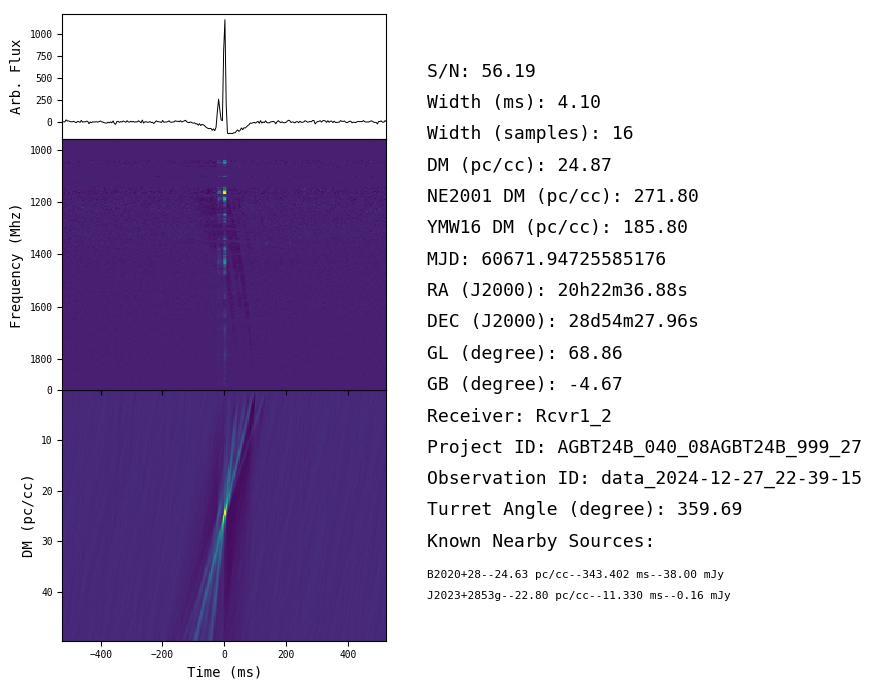 1000
750
500
250
0
Arb. Flux
1000
1200
1400
1600
1800
Frequency (Mhz)
0
10
20
30
40
DM (pc/cc)
−400
−200
0
200
400
Time (ms)
S/N: 56.19
Width (ms): 4.10
Width (samples): 16
DM (pc/cc): 24.87
NE2001 DM (pc/cc): 271.80
YMW16 DM (pc/cc): 185.80
MJD: 60671.94725585176
RA (J2000): 20h22m36.88s
DEC (J2000): 28d54m27.96s
GL (degree): 68.86
GB (degree): -4.67
Receiver: Rcvr1_2
Project ID: AGBT24B_040_08AGBT24B_999_27
Observation ID: data_2024-12-27_22-39-15
Turret Angle (degree): 359.69
Known Nearby Sources:
B2020+28--24.63 pc/cc--343.402 ms--38.00 mJy
J2023+2853g--22.80 pc/cc--11.330 ms--0.16 mJy